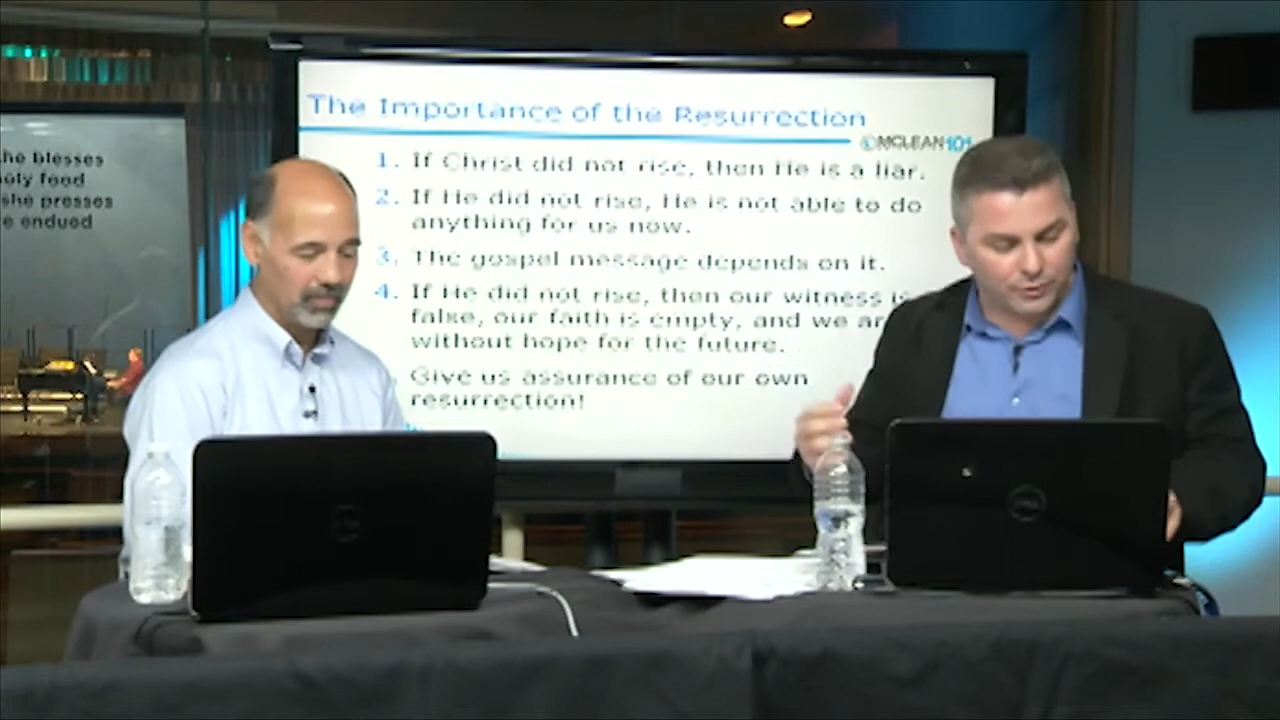 The Importance of the Resurrection
MCLEAN101
1. If Christ did not rise, then He is a liar.
2. If He did not rise, He is not able to do
anything for us now.
3. The gospel message depends on it.
4. If He did not rise, then our witness is
false, our faith is empty, and we are
without hope for the future.
Give us assurance of our own
resurrection!
he blesses
oly food
she presses
e endued
DELL